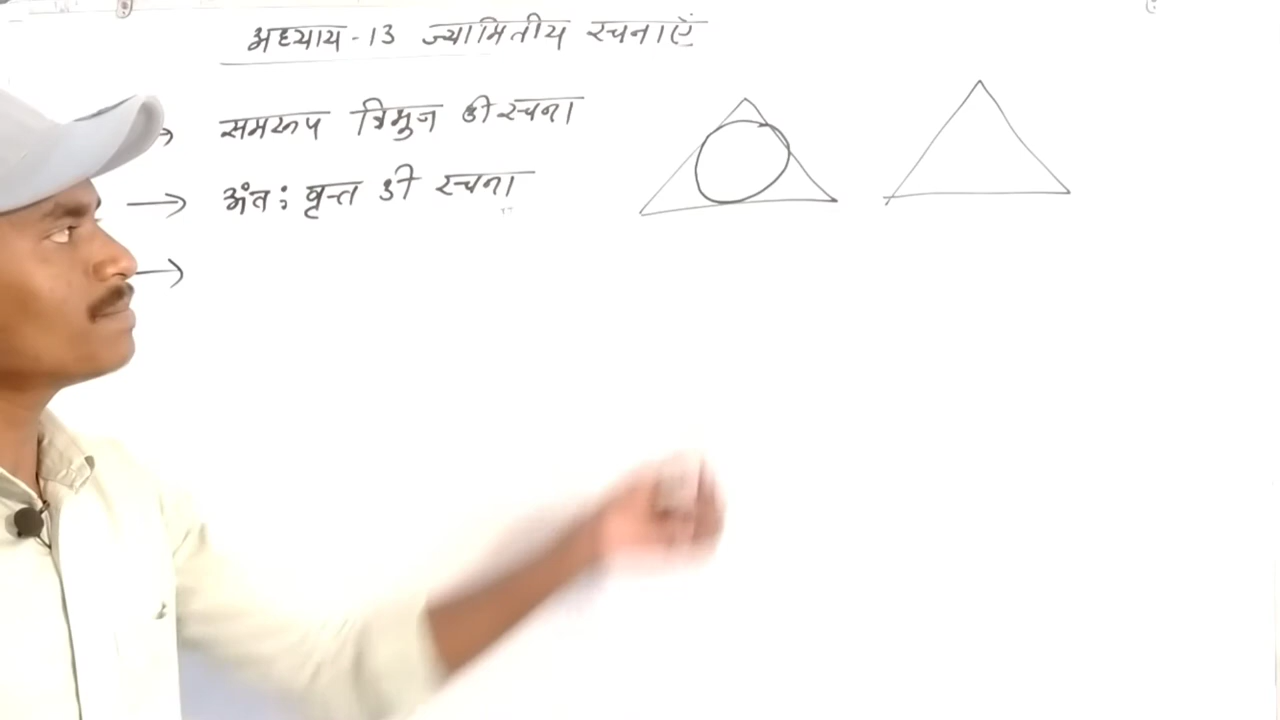 अध्याय - 13 ज्यामितीय रचनाएँ
→ समरूप त्रिभुज की रचना
→ अंत: वृत्त की रचना
→